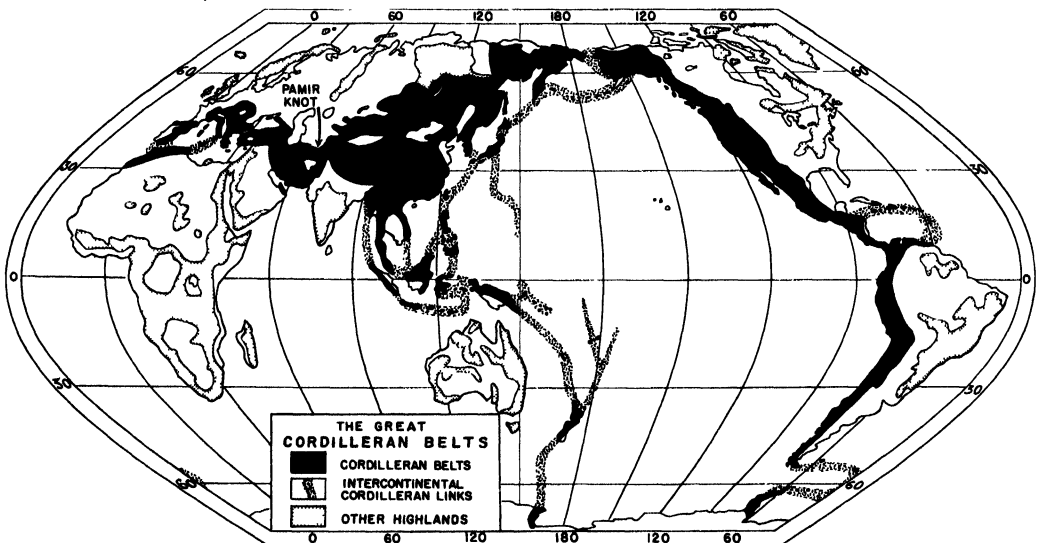 0 60 120 180 120 60
60 60
PAMIR
KNOT
30 30
0 0
30 30
THE GREAT
CORDILLERAN BELTS
CORDILLERAN BELTS
INTERCONTINENTAL
CORDILLERAN LINKS
OTHER HIGHLANDS
60 60
0 60 120 180 120 60